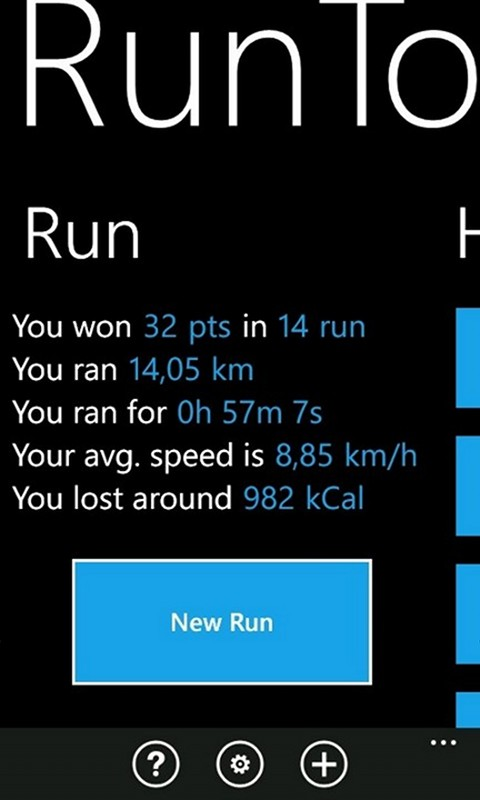 RunTo
Run
H
You won 32 pts in 14 run
You ran 14,05 km
You ran for 0h 57m 7s
Your avg. speed is 8,85 km/h
You lost around 982 kCal
New Run